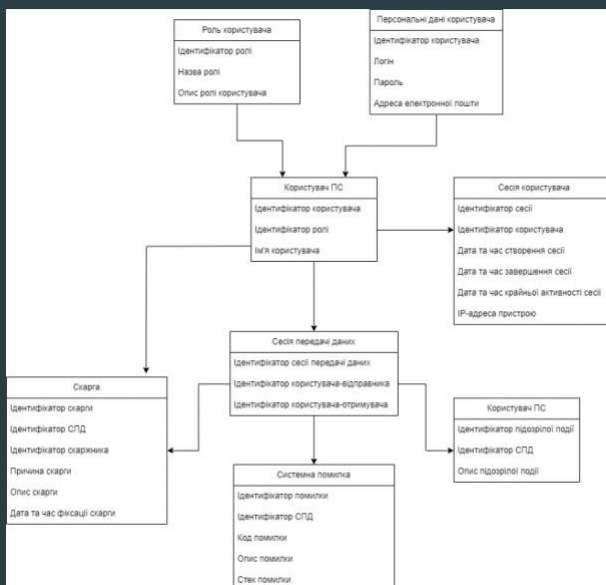 Роль користувача
Ідентифікатор ролі
Назва ролі
Опис ролі користувача
Персональні дані користувача
Ідентифікатор користувача
Логін
Пароль
Адреса електронної пошти
Користувач ПС
Ідентифікатор користувача
Ідентифікатор ролі
Ім'я користувача
Сесія користувача
Ідентифікатор сесії
Ідентифікатор користувача
Дата та час створення сесії
Дата та час завершення сесії
Дата та час крайньої активності сесії
IP-адреса пристрою
Сесія передачі даних
Ідентифікатор сесії передачі даних
Ідентифікатор користувача-відправника
Ідентифікатор користувача-отримувача
Скарга
Ідентифікатор скарги
Ідентифікатор СПД
Ідентифікатор скаржника
Причина скарги
Опис скарги
Дата та час фіксації скарги
Користувач ПС
Ідентифікатор підозрілої події
Ідентифікатор СПД
Опис підозрілої події
Системна помилка
Ідентифікатор помилки
Ідентифікатор СПД
Код помилки
Опис помилки
Стек помилки